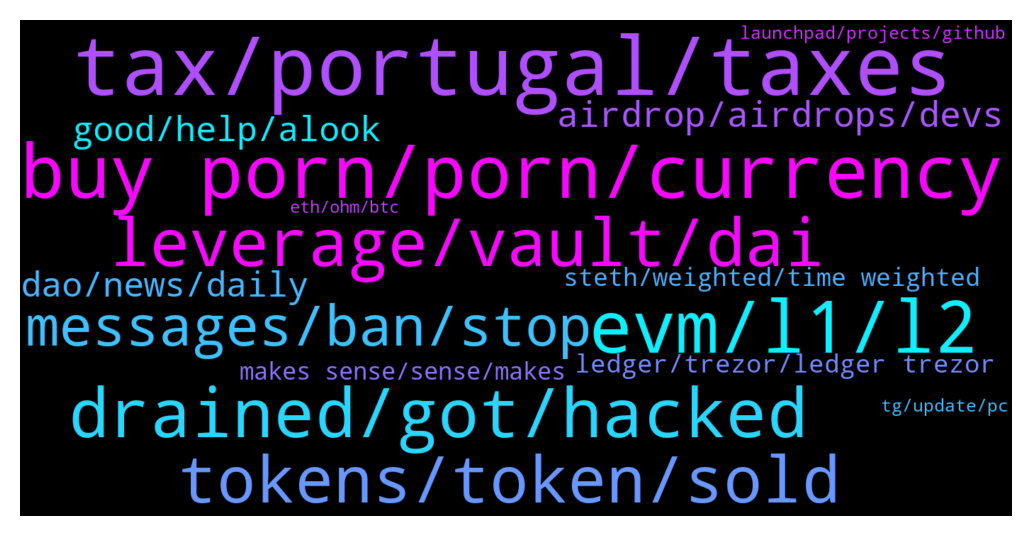 launchpad/projects/github
tax/portugal/taxes
airdrop/airdrops/devs
good/help/alook
buy porn/porn/currency
eth/ohm/btc
leverage/vault/dai
steth/weighted/time weighted
dao/news/daily
messages/ban/stop
evm/l1/l2
makes sense/sense/makes
ledger/trezor/ledger trezor
drained/got/hacked
tg/update/pc
tokens/token/sold